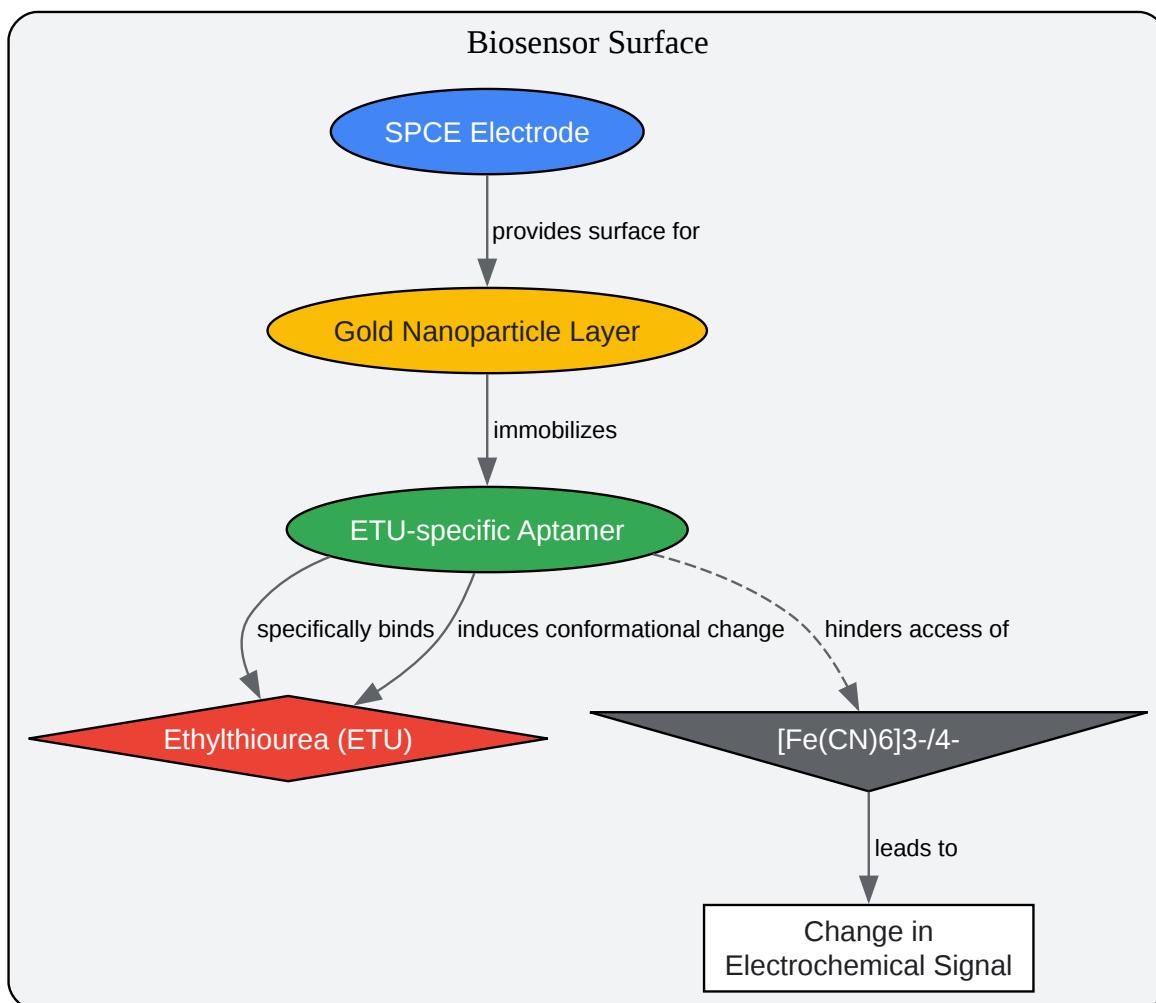 Biosensor Surface
SPCE Electrode
provides surface for
Gold Nanoparticle Layer
immobilizes
ETU-specific Aptamer
specifically binds
induces conformational change
hinders access of
Ethylthiourea (ETU)
[Fe(CN)6]3-/4-
leads to
Change in
Electrochemical Signal